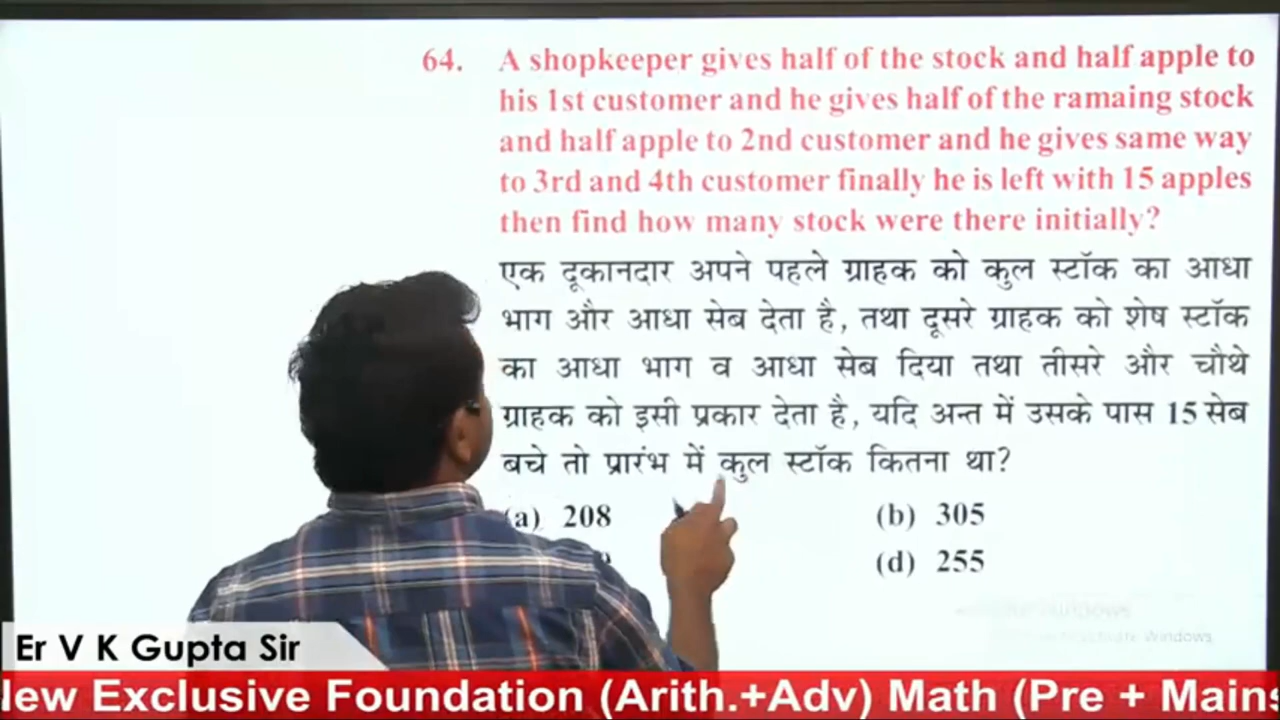 64. A shopkeeper gives half of the stock and half apple to
his 1st customer and he gives half of the ramaing stock
and half apple to 2nd customer and he gives same way
to 3rd and 4th customer finally he is left with 15 apples
then find how many stock were there initially?
एक दूकानदार अपने पहले ग्राहक को कुल स्टॉक का आधा
भाग और आधा सेब देता है, तथा दूसरे ग्राहक को शेष स्टॉक
का आधा भाग व आधा सेब दिया तथा तीसरे और चौथे
ग्राहक को इसी प्रकार देता है, यदि अन्त में उसके पास 15 सेब
बचे तो प्रारंभ में कुल स्टॉक कितना था?
(a) 208 (b) 305
(d) 255
Windows
Windows.
Er V K Gupta Sir
Exclusive Foundation (Arith.+Adv) Math (Pre + Mains